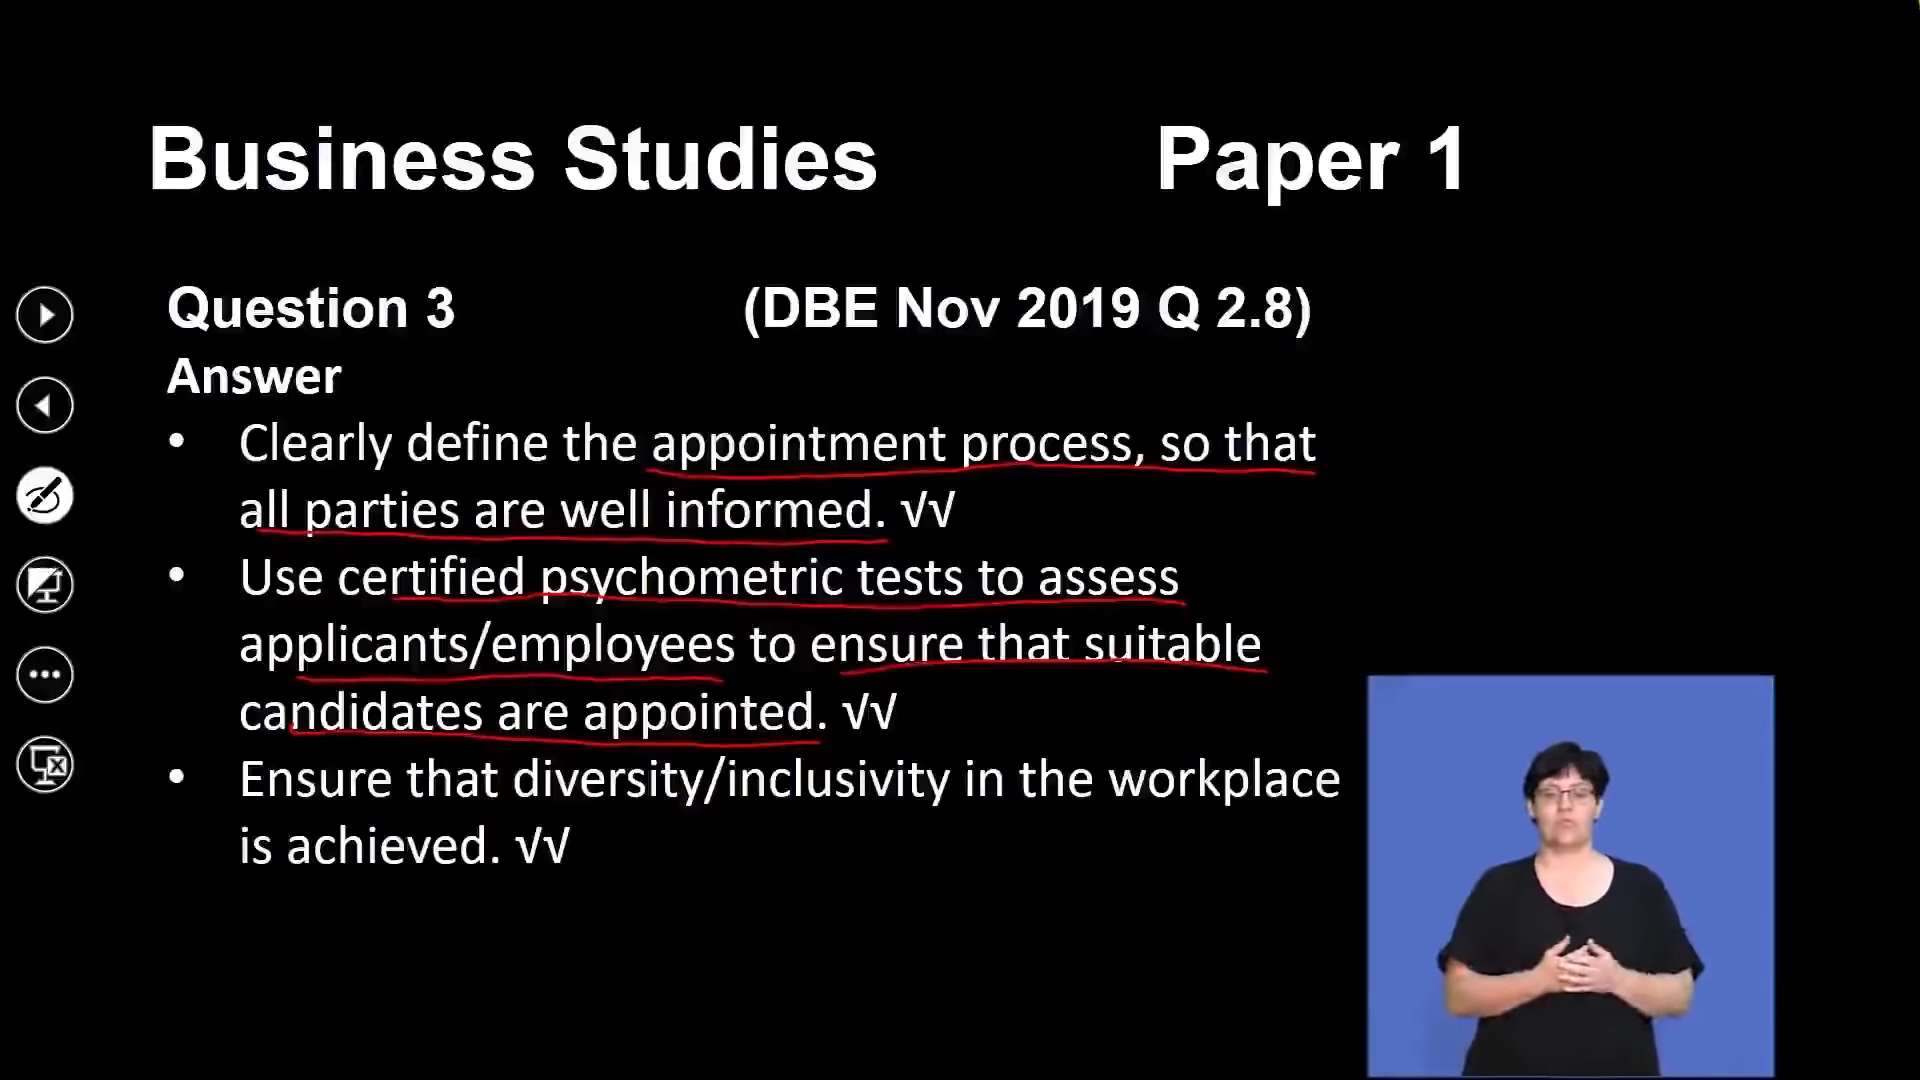 Business Studies Paper 1
Question 3 (DBE Nov 2019 Q 2.8)
Answer
• Clearly define the appointment process, so that
all parties are well informed. √√
• Use certified psychometric tests to assess
applicants/employees to ensure that suitable
candidates are appointed. √√
• Ensure that diversity/inclusivity in the workplace
is achieved. √√